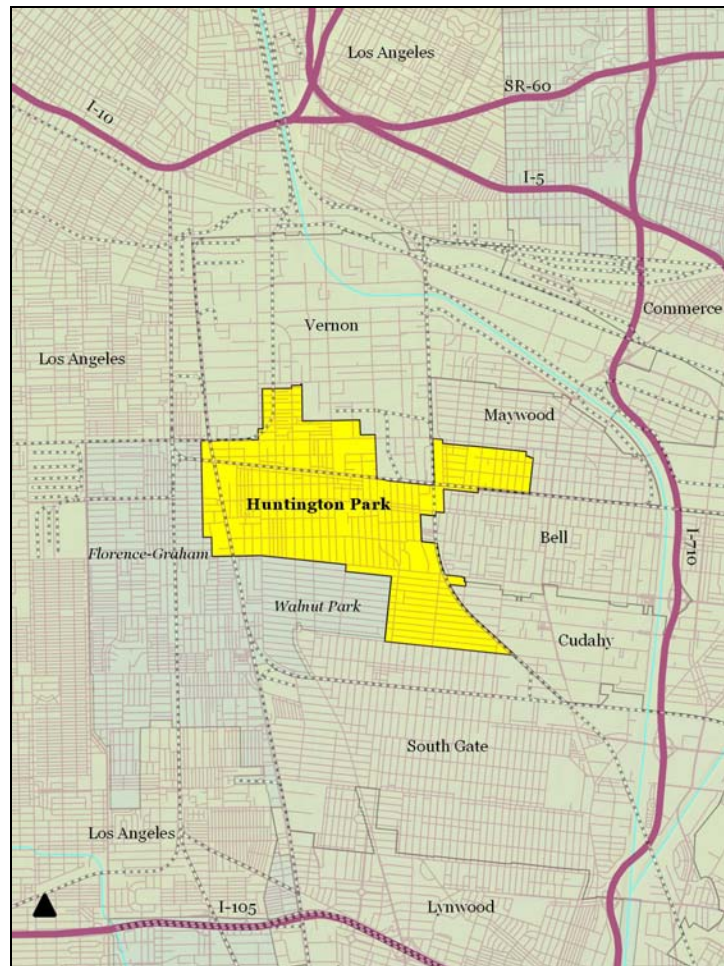 Los Angeles
SR-60
I-10
I-5
Commerce
Vernon
Los Angeles
Maywood
Huntington Park
Bell
I-710
Florence-Graham
Walnut Park
Cudahy
South Gate
Los Angeles
I-105
Lynwood